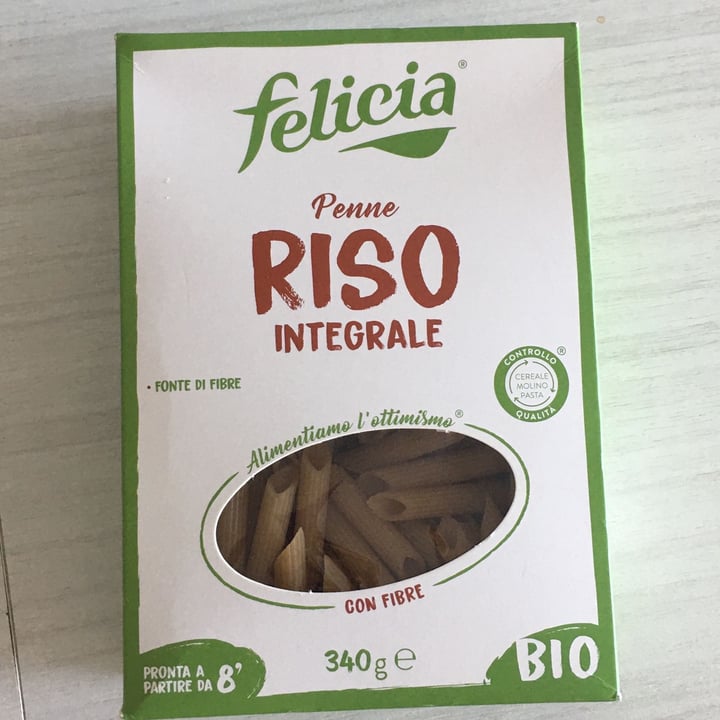 felicia®
Penne
RISO
INTEGRALE
• FONTE DI FIBRE
CONTROLLO ®
CEREALE
MOLINO
PASTA
QUALITÀ
Alimentiamo l'ottimismo®
CON FIBRE
PRONTA A
PARTIRE DA 8'
340g e
BIO